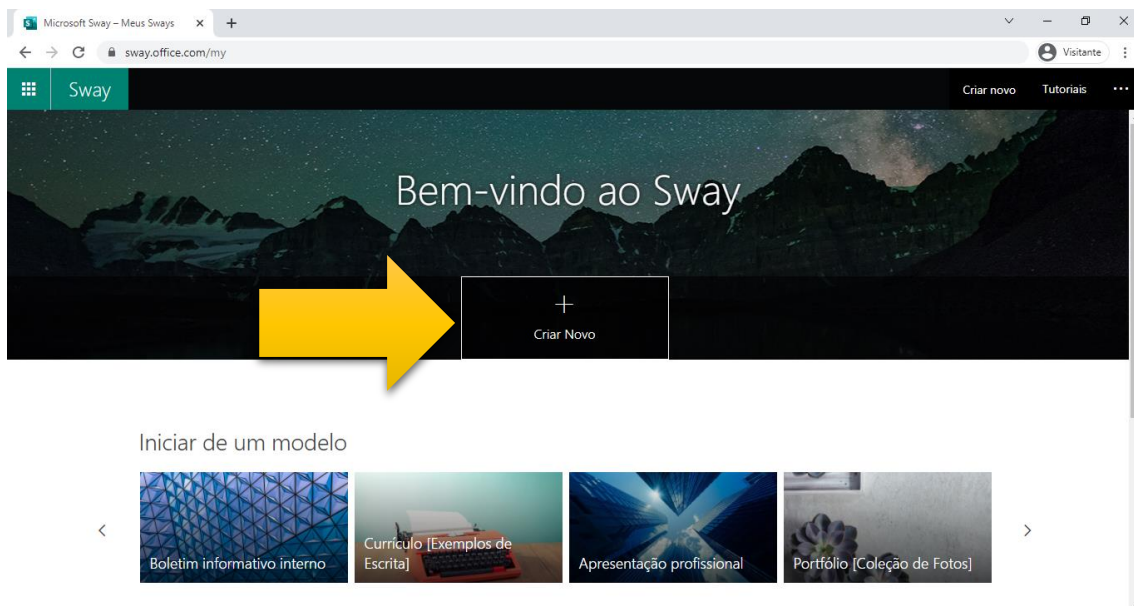 Microsoft Sway – Meus Sways
sway.office.com/my
Visitante
Sway
Criar novo
Tutoriais
Bem-vindo ao Sway
Criar Novo
Iniciar de um modelo
Boletim informativo interno
Currículo [Exemplos de
Escrita]
Apresentação profissional
Portfólio [Coleção de Fotos]